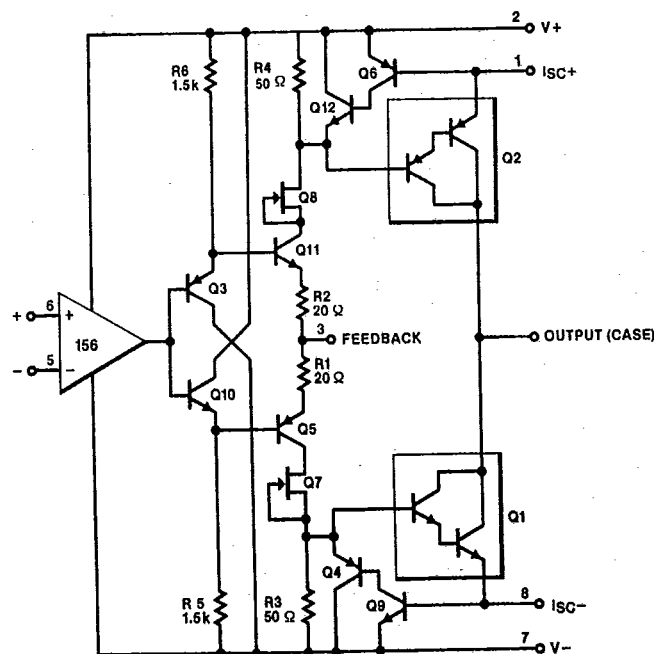 2 V+
R6 1.5k
R4 50 Ω
Q6
1 ISC+
Q12
Q2
Q8
Q11
Q3
R2 20 Ω
+ 6 +
3 FEEDBACK
OUTPUT (CASE)
156
R1 20 Ω
− 5 −
Q10
Q5
Q7
Q1
Q4
R5 1.5k
R3 50 Ω
Q9
8 ISC−
7 V−